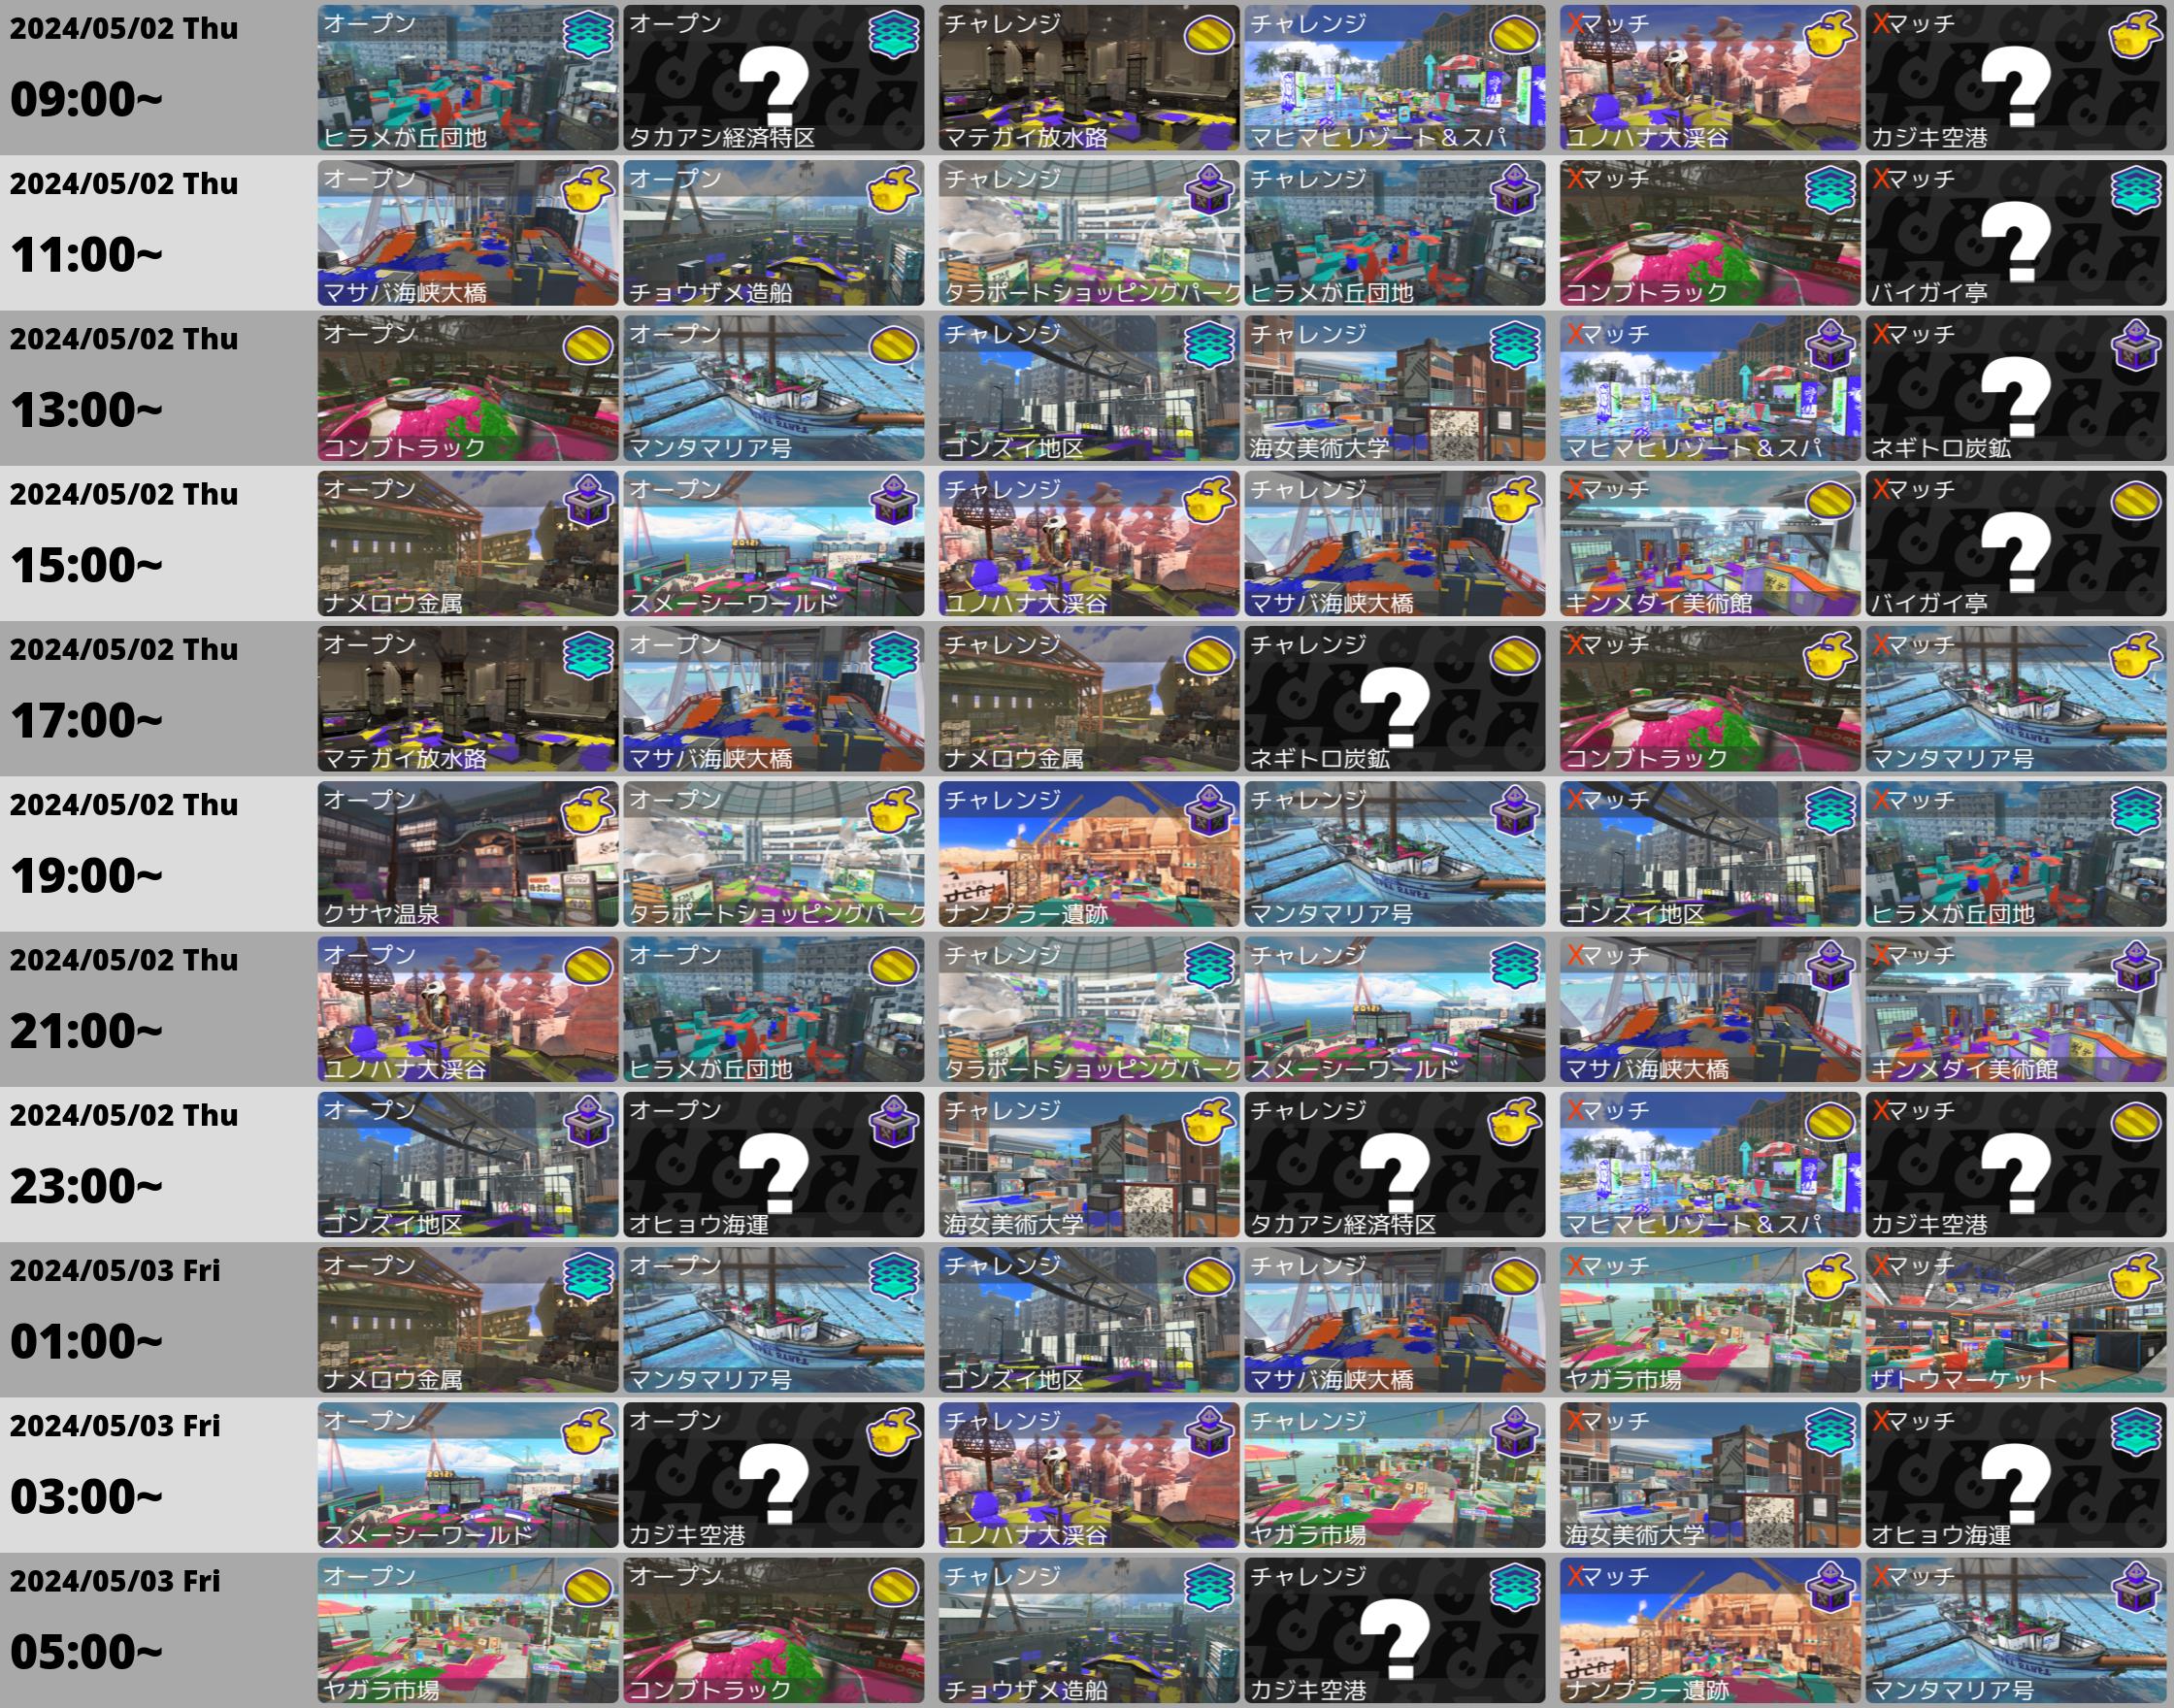 2024/05/02 Thu
09:00~
オープン
ヒラメが丘団地
オープン
タカアシ経済特区
チャレンジ
マテガイ放水路
チャレンジ
マヒマヒリゾート＆スパ
Xマッチ
ユノハナ大渓谷
Xマッチ
カジキ空港
2024/05/02 Thu
11:00~
オープン
マサバ海峡大橋
オープン
チョウザメ造船
チャレンジ
タラポートショッピングパーク
チャレンジ
ヒラメが丘団地
Xマッチ
コンブトラック
Xマッチ
バイガイ亭
2024/05/02 Thu
13:00~
オープン
コンブトラック
オープン
マンタマリア号
チャレンジ
ゴンズイ地区
チャレンジ
海女美術大学
Xマッチ
マヒマヒリゾート＆スパ
Xマッチ
ネギトロ炭鉱
2024/05/02 Thu
15:00~
オープン
ナメロウ金属
オープン
スメーシーワールド
チャレンジ
ユノハナ大渓谷
チャレンジ
マサバ海峡大橋
Xマッチ
キンメダイ美術館
Xマッチ
バイガイ亭
2024/05/02 Thu
17:00~
オープン
マテガイ放水路
オープン
マサバ海峡大橋
チャレンジ
ナメロウ金属
チャレンジ
ネギトロ炭鉱
Xマッチ
コンブトラック
Xマッチ
マンタマリア号
2024/05/02 Thu
19:00~
オープン
クサヤ温泉
オープン
タラポートショッピングパーク
チャレンジ
ナンプラー遺跡
チャレンジ
マンタマリア号
Xマッチ
ゴンズイ地区
Xマッチ
ヒラメが丘団地
2024/05/02 Thu
21:00~
オープン
ユノハナ大渓谷
オープン
ヒラメが丘団地
チャレンジ
タラポートショッピングパーク
チャレンジ
スメーシーワールド
Xマッチ
マサバ海峡大橋
Xマッチ
キンメダイ美術館
2024/05/02 Thu
23:00~
オープン
ゴンズイ地区
オープン
オヒョウ海運
チャレンジ
海女美術大学
チャレンジ
タカアシ経済特区
Xマッチ
マヒマヒリゾート＆スパ
Xマッチ
カジキ空港
2024/05/03 Fri
01:00~
オープン
ナメロウ金属
オープン
マンタマリア号
チャレンジ
ゴンズイ地区
チャレンジ
マサバ海峡大橋
Xマッチ
ヤガラ市場
Xマッチ
ザトウマーケット
2024/05/03 Fri
03:00~
オープン
スメーシーワールド
オープン
カジキ空港
チャレンジ
ユノハナ大渓谷
チャレンジ
ヤガラ市場
Xマッチ
海女美術大学
Xマッチ
オヒョウ海運
2024/05/03 Fri
05:00~
オープン
ヤガラ市場
オープン
コンブトラック
チャレンジ
チョウザメ造船
チャレンジ
カジキ空港
Xマッチ
ナンプラー遺跡
Xマッチ
マンタマリア号